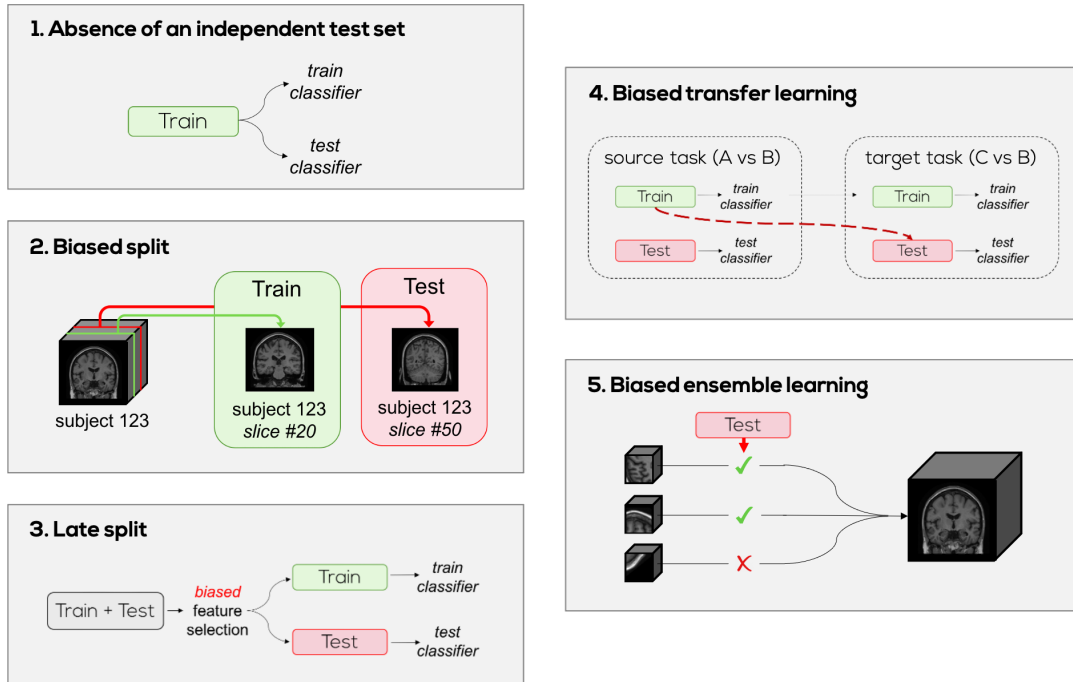 1. Absence of an independent test set
train
classifier
Train
test
classifier
2. Biased split
Train
Test
subject 123
subject 123
slice #20
subject 123
slice #50
3. Late split
Train + Test
biased
feature
selection
Train
train
classifier
Test
test
classifier
4. Biased transfer learning
source task (A vs B)
Train
train
classifier
Test
test
classifier
target task (C vs B)
Train
train
classifier
Test
test
classifier
5. Biased ensemble learning
Test